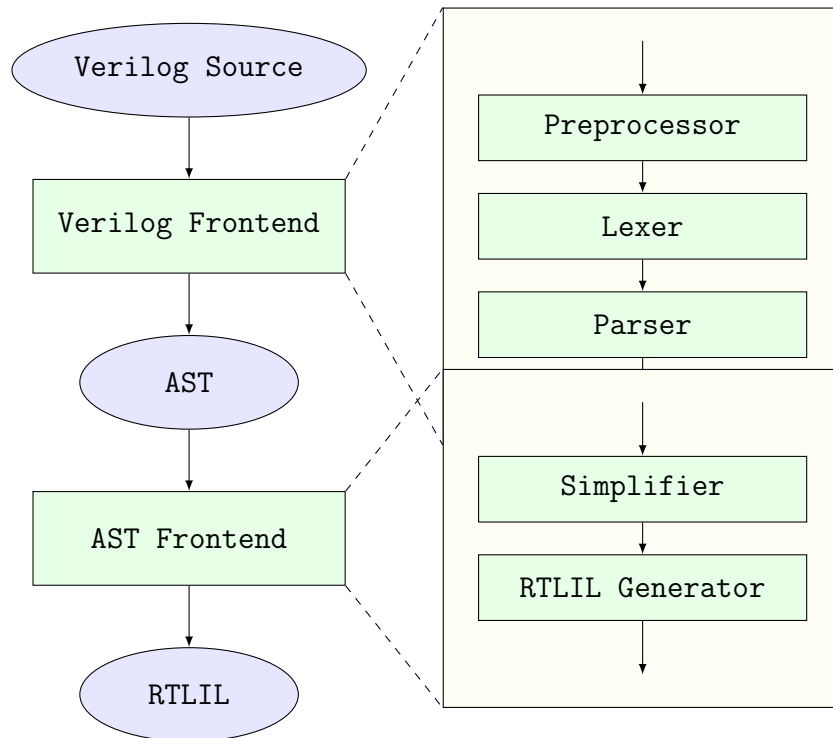 Verilog Source
Verilog Frontend
AST
AST Frontend
RTLIL
Preprocessor
Lexer
Parser
Simplifier
RTLIL Generator